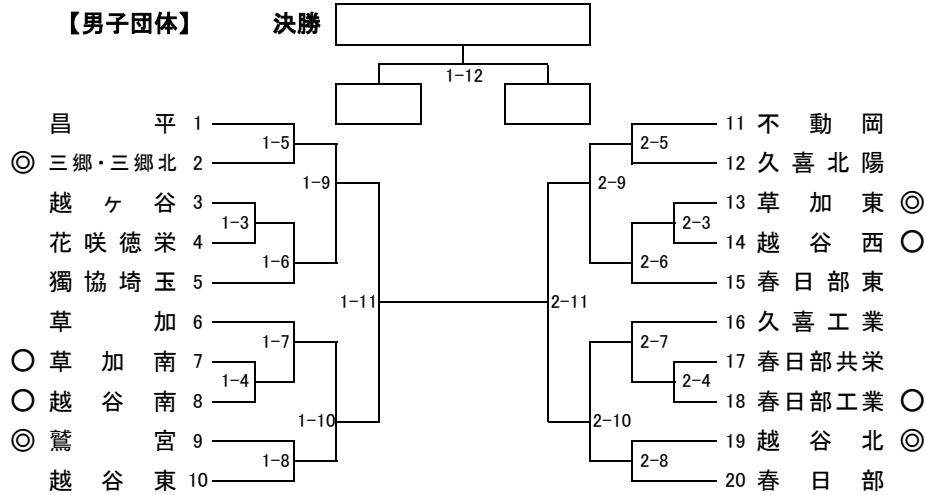 【男子団体】 決勝
1-12
昌平 1
1-5
◎ 三郷・三郷北 2
1-9
越ヶ谷 3
1-3
花咲徳栄 4
1-6
獨協埼玉 5
1-11
草加 6
1-7
○ 草加南 7
1-4
○ 越谷南 8
1-10
◎ 鷲宮 9
1-8
越谷東 10
11 不動岡
2-5
12 久喜北陽
2-9
13 草加東 ◎
2-3
14 越谷西 ○
2-6
15 春日部東
2-11
16 久喜工業
2-7
17 春日部共栄
2-4
18 春日部工業 ○
2-10
19 越谷北 ◎
2-8
20 春日部